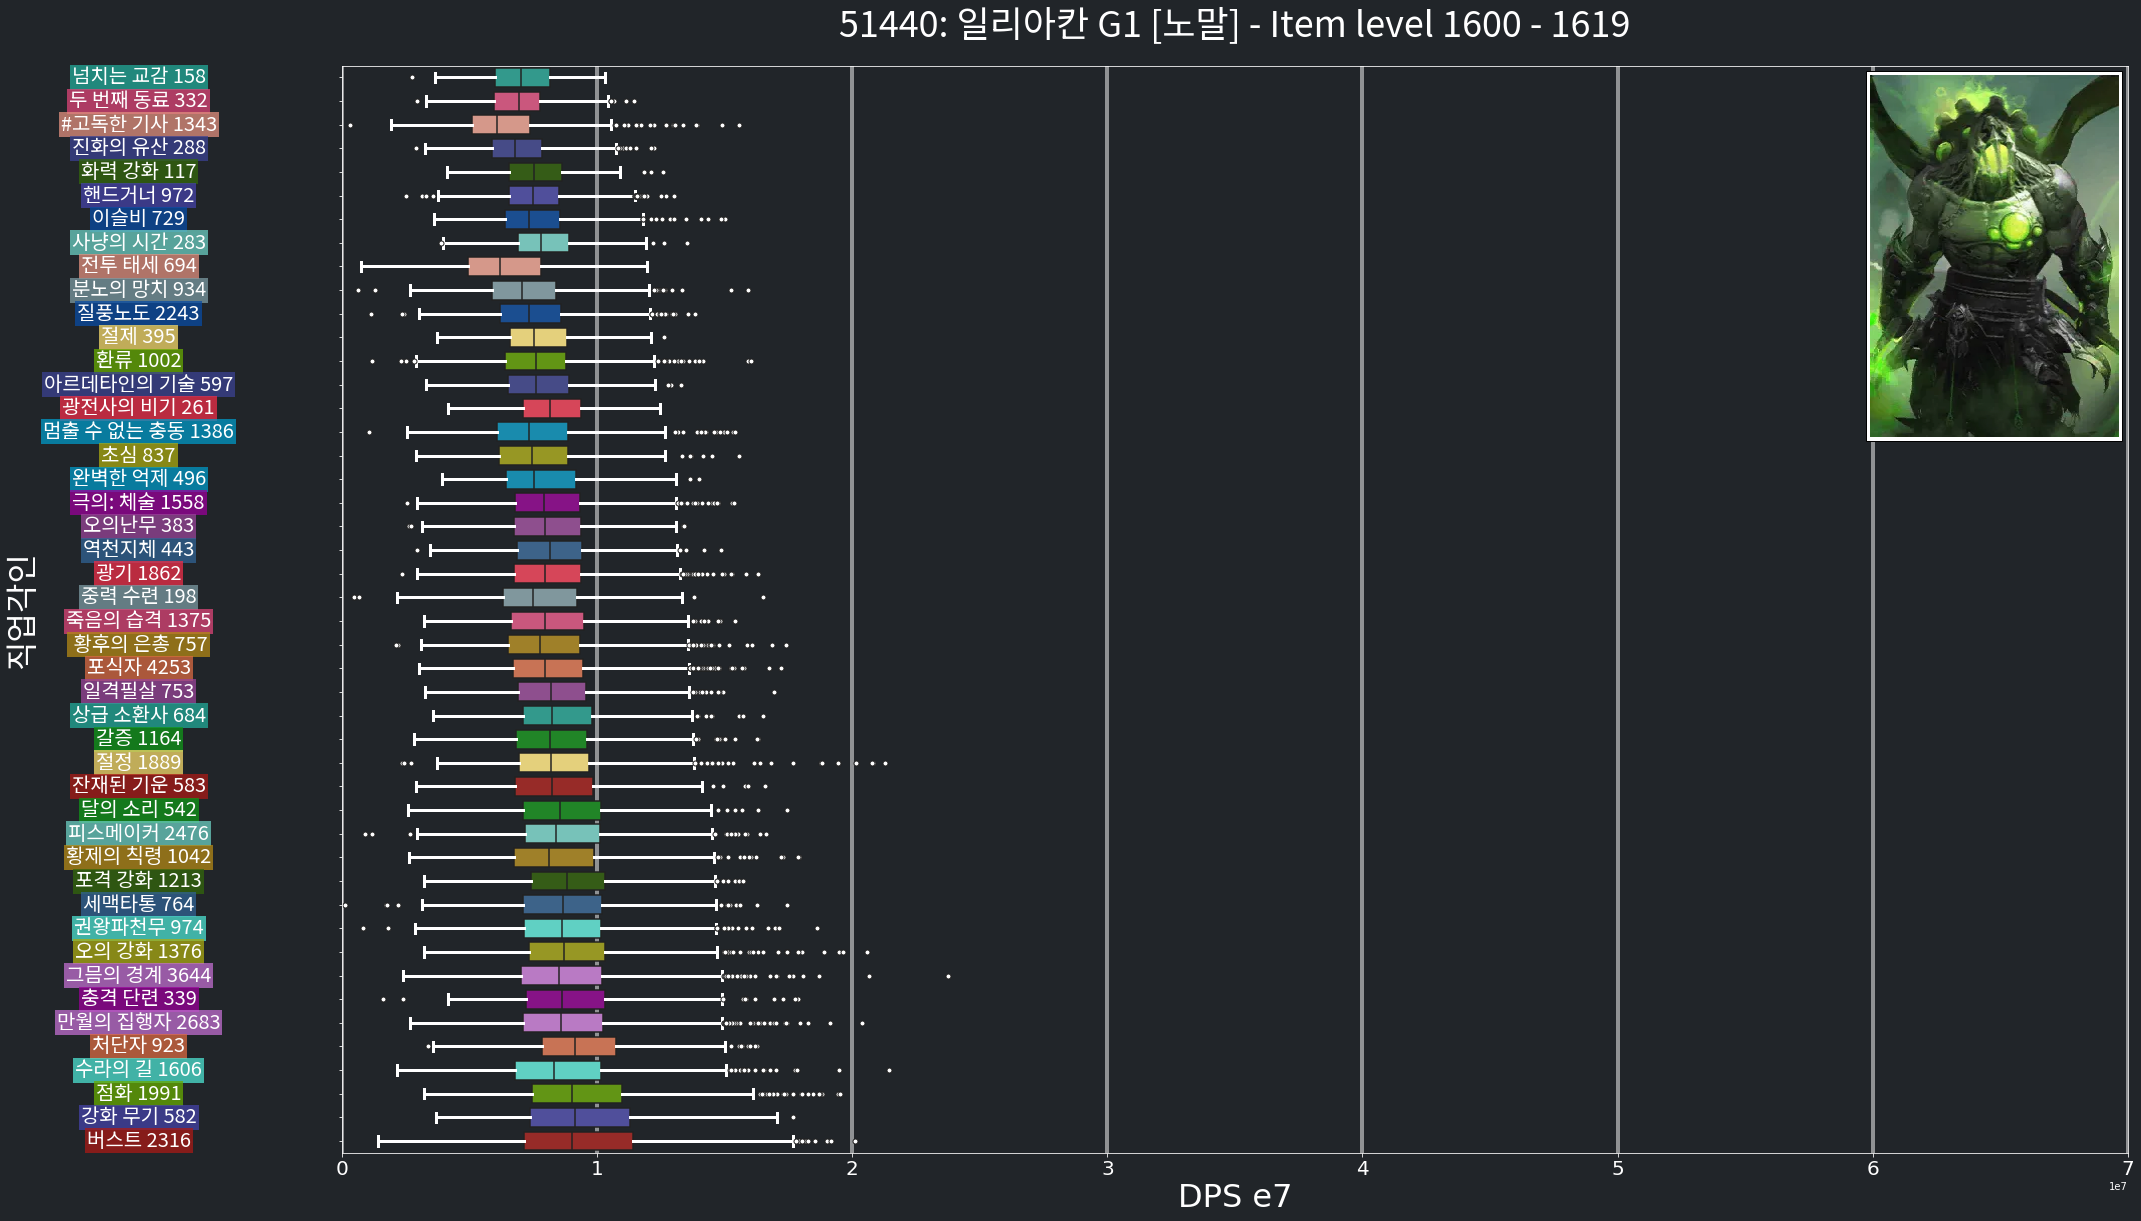 51440: 일리아칸 G1 [노말] - Item level 1600 - 1619
직업각인
넘치는 교감 158
두 번째 동료 332
#고독한 기사 1343
진화의 유산 288
화력 강화 117
핸드거너 972
이슬비 729
사냥의 시간 283
전투 태세 694
분노의 망치 934
질풍노도 2243
절제 395
환류 1002
아르데타인의 기술 597
광전사의 비기 261
멈출 수 없는 충동 1386
초심 837
완벽한 억제 496
극의: 체술 1558
오의난무 383
역천지체 443
광기 1862
중력 수련 198
죽음의 습격 1375
황후의 은총 757
포식자 4253
일격필살 753
상급 소환사 684
갈증 1164
절정 1889
잔재된 기운 583
달의 소리 542
피스메이커 2476
황제의 칙령 1042
포격 강화 1213
세맥타통 764
권왕파천무 974
오의 강화 1376
그믐의 경계 3644
충격 단련 339
만월의 집행자 2683
처단자 923
수라의 길 1606
점화 1991
강화 무기 582
버스트 2316
0 1 2 3 4 5 6 7
DPS e7
1e7